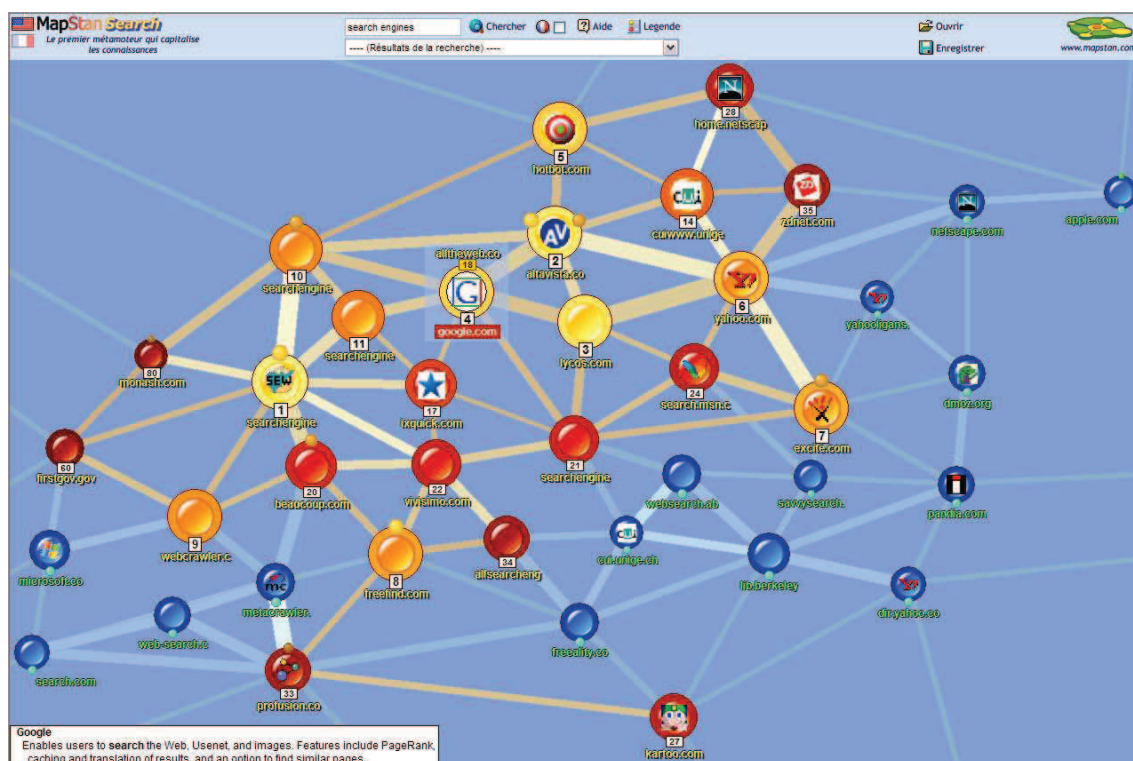 MapStan Search
Le premier métamoteur qui capitalise
les connaissances
search engines
Chercher
Aide
Legende
---- (Résultats de la recherche) ----
Ouvrir
Enregistrer
www.mapstan.com
28
home.netscap
5
hotbot.com
14
cuiwww.unige
35
zdnet.com
netscape.com
apple.com
10
searchengine
alltheweb.co
18
2
altavista.co
4
google.com
6
yahoo.com
yahooligans.
11
searchengine
3
lycos.com
80
monash.com
SEW
1
searchengine
17
ixquick.com
24
search.msn.c
7
excite.com
dmoz.org
60
firstgov.gov
20
beaucoup.com
22
vivisimo.com
21
searchengine
websearch.ab
savvysearch.
pandia.com
9
webcrawler.c
microsoft.co
8
freefind.com
34
allsearcheng
cui.unige.ch
lib.berkeley
dir.yahoo.co
mc
metacrawler.
web-search.c
search.com
freeality.co
33
profusion.co
27
kartoo.com
Google
Enables users to search the Web, Usenet, and images. Features include PageRank,
caching and translation of results, and an option to find similar pages.